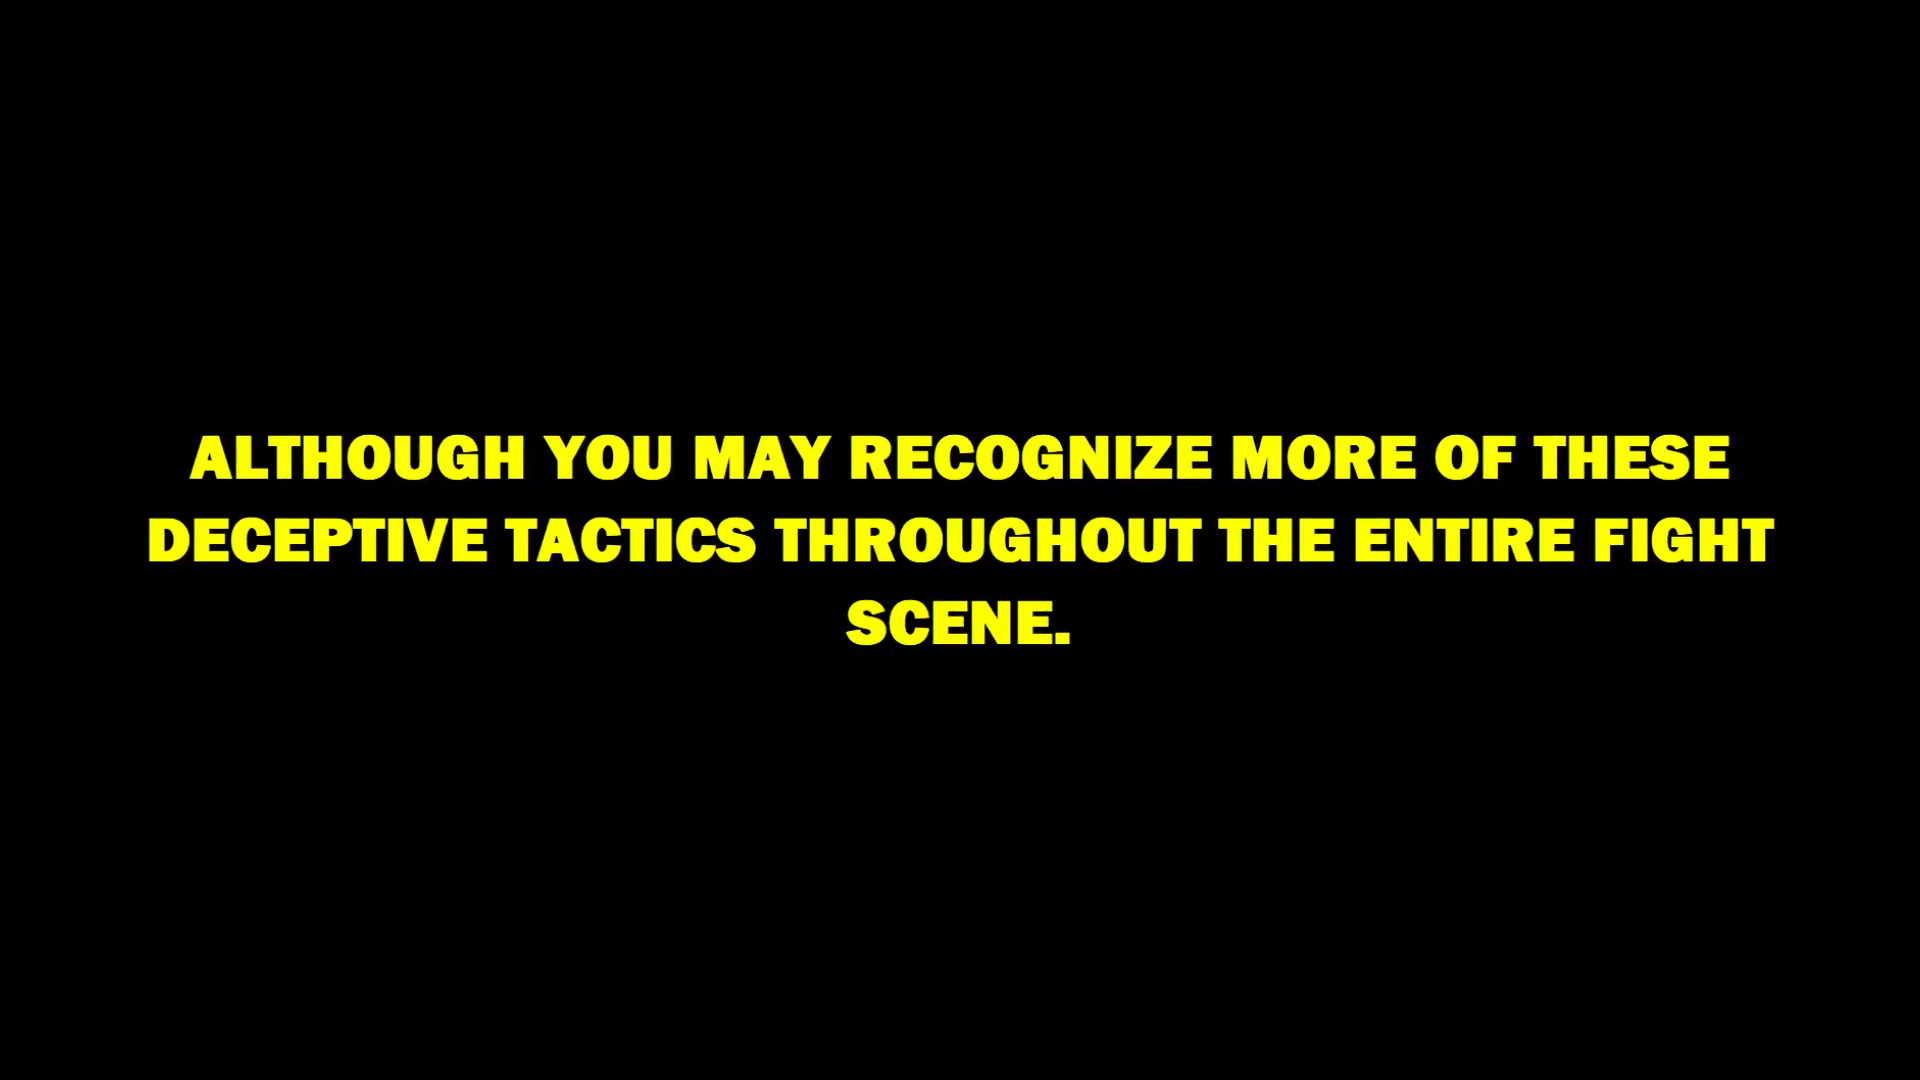 ALTHOUGH YOU MAY RECOGNIZE MORE OF THESE
DECEPTIVE TACTICS THROUGHOUT THE ENTIRE FIGHT
SCENE.